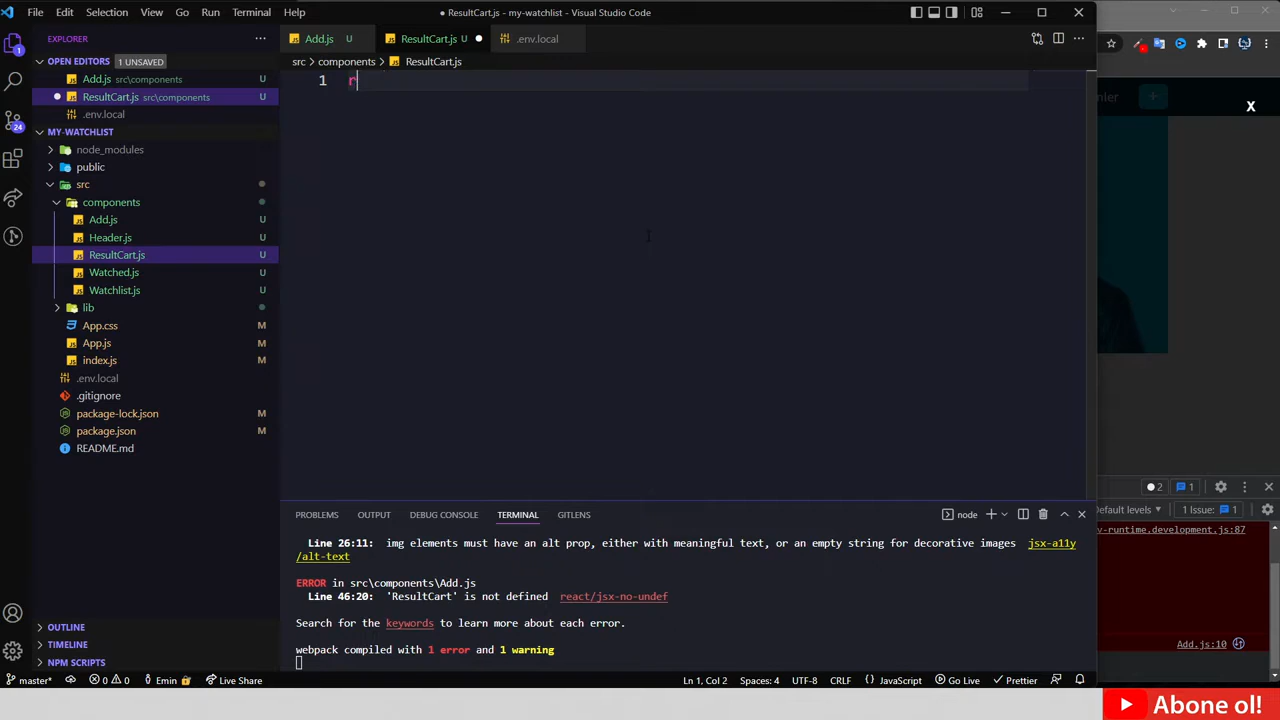 File Edit Selection View Go Run Terminal Help
● ResultCart.js - my-watchlist - Visual Studio Code
EXPLORER
Add.js U
ResultCart.js U
.env.local
OPEN EDITORS 1 UNSAVED
src > components > ResultCart.js
Add.js src\components U
1 r
ResultCart.js src\components U
.env.local
x
MY-WATCHLIST
node_modules
public
src
components
Add.js U
Header.js U
ResultCart.js U
Watched.js U
Watchlist.js U
lib
App.css M
App.js M
index.js M
.env.local
.gitignore
package-lock.json M
package.json M
README.md
PROBLEMS OUTPUT DEBUG CONSOLE TERMINAL GITLENS
node
Line 26:11: img elements must have an alt prop, either with meaningful text, or an empty string for decorative images jsx-a11y
/alt-text
ERROR in src\components\Add.js
Line 46:20: 'ResultCart' is not defined react/jsx-no-undef
Search for the keywords to learn more about each error.
webpack compiled with 1 error and 1 warning
2 1
Default levels 1 Issue: 1
v-runtime.development.js:87
Add.js:10
OUTLINE
TIMELINE
NPM SCRIPTS
1
24
master* 0 0 Emin Live Share
Ln 1, Col 2 Spaces: 4 UTF-8 CRLF JavaScript Go Live Prettier
Abone ol!